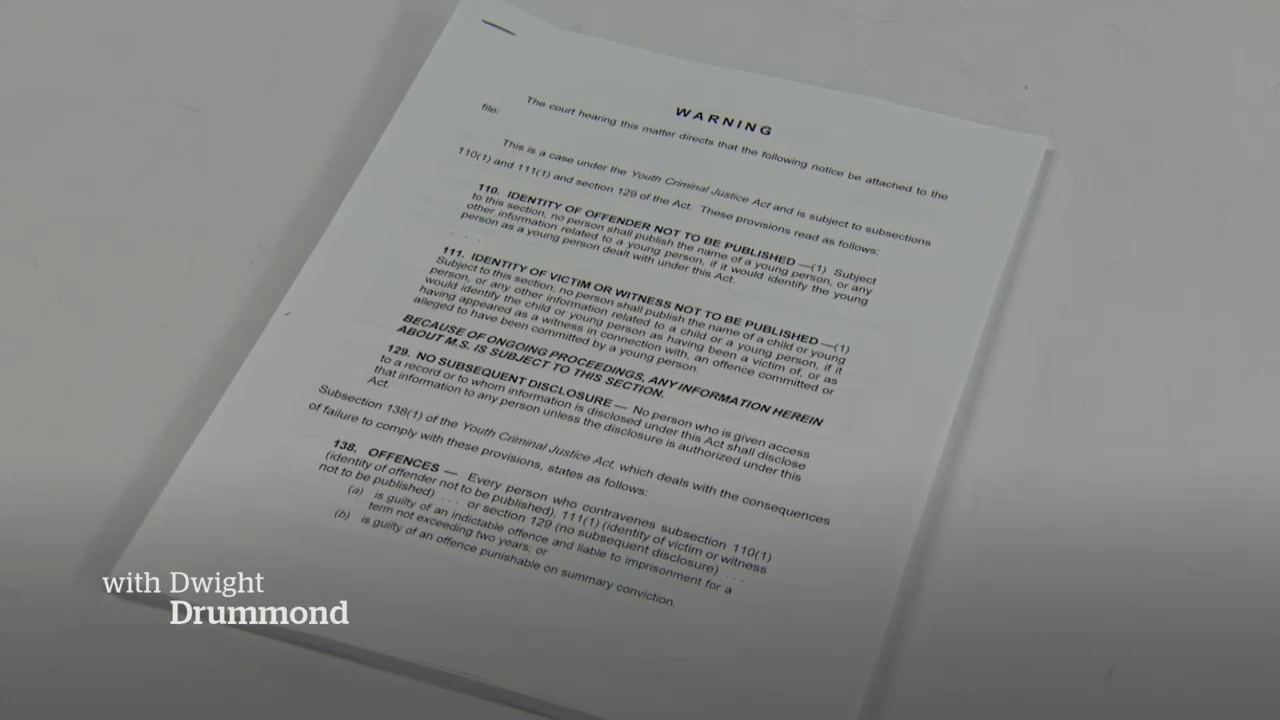 WARNING
The court hearing this matter directs that the following notice be attached to the
file:
This is a case under the Youth Criminal Justice Act and is subject to subsections
110(1) and 111(1) and section 129 of the Act. These provisions read as follows:
110. IDENTITY OF OFFENDER NOT TO BE PUBLISHED —(1) Subject
to this section, no person shall publish the name of a young person, or any
other information related to a young person, if it would identify the young
person as a young person dealt with under this Act.
. . . .
111. IDENTITY OF VICTIM OR WITNESS NOT TO BE PUBLISHED —(1)
Subject to this section, no person shall publish the name of a child or young
person, or any other information related to a child or a young person, if it
would identify the child or young person as having been a victim of, or as
having appeared as a witness in connection with, an offence committed or
alleged to have been committed by a young person.
BECAUSE OF ONGOING PROCEEDINGS, ANY INFORMATION HEREIN
ABOUT M.S. IS SUBJECT TO THIS SECTION.
129. NO SUBSEQUENT DISCLOSURE — No person who is given access
to a record or to whom information is disclosed under this Act shall disclose
that information to any person unless the disclosure is authorized under this
Act.
Subsection 138(1) of the Youth Criminal Justice Act, which deals with the consequences
of failure to comply with these provisions, states as follows:
138. OFFENCES — Every person who contravenes subsection 110(1)
(identity of offender not to be published), 111(1) (identity of victim or witness
not to be published) . . . or section 129 (no subsequent disclosure) . . .
(a) is guilty of an indictable offence and liable to imprisonment for a
term not exceeding two years; or
(b) is guilty of an offence punishable on summary conviction.
with Dwight
Drummond